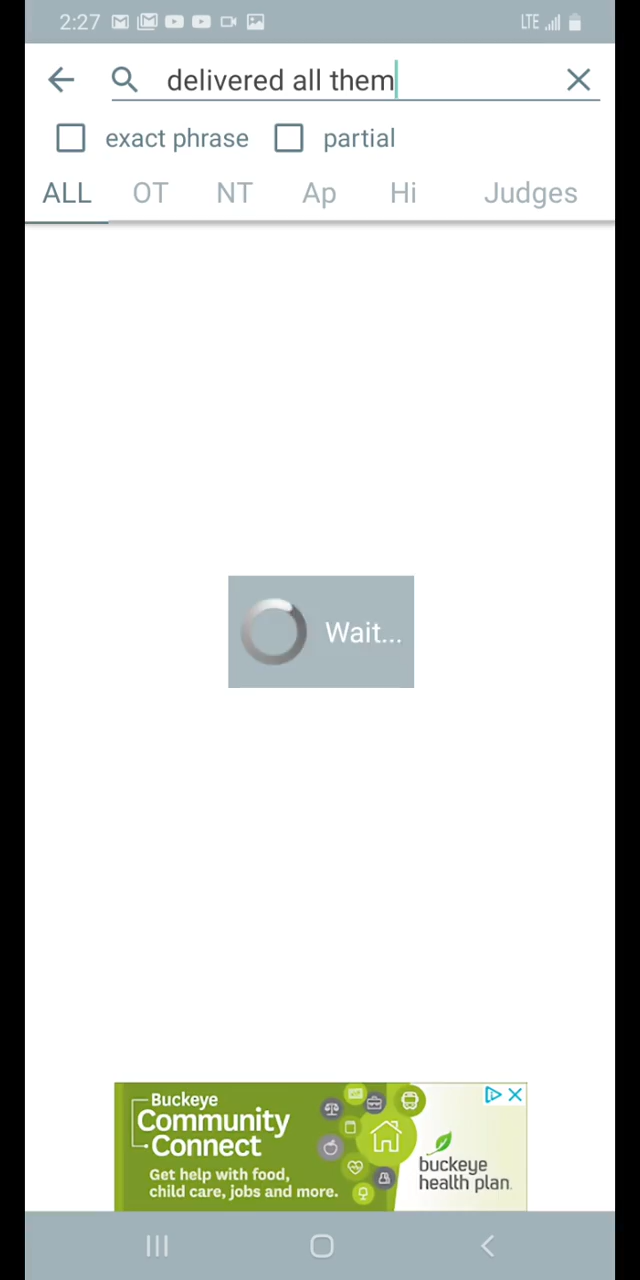 2:27 LTE
delivered all them
exact phrase partial
ALL OT NT Ap Hi Judges
Wait...
Buckeye
Community
Connect
Get help with food,
child care, jobs and more.
buckeye
health plan.